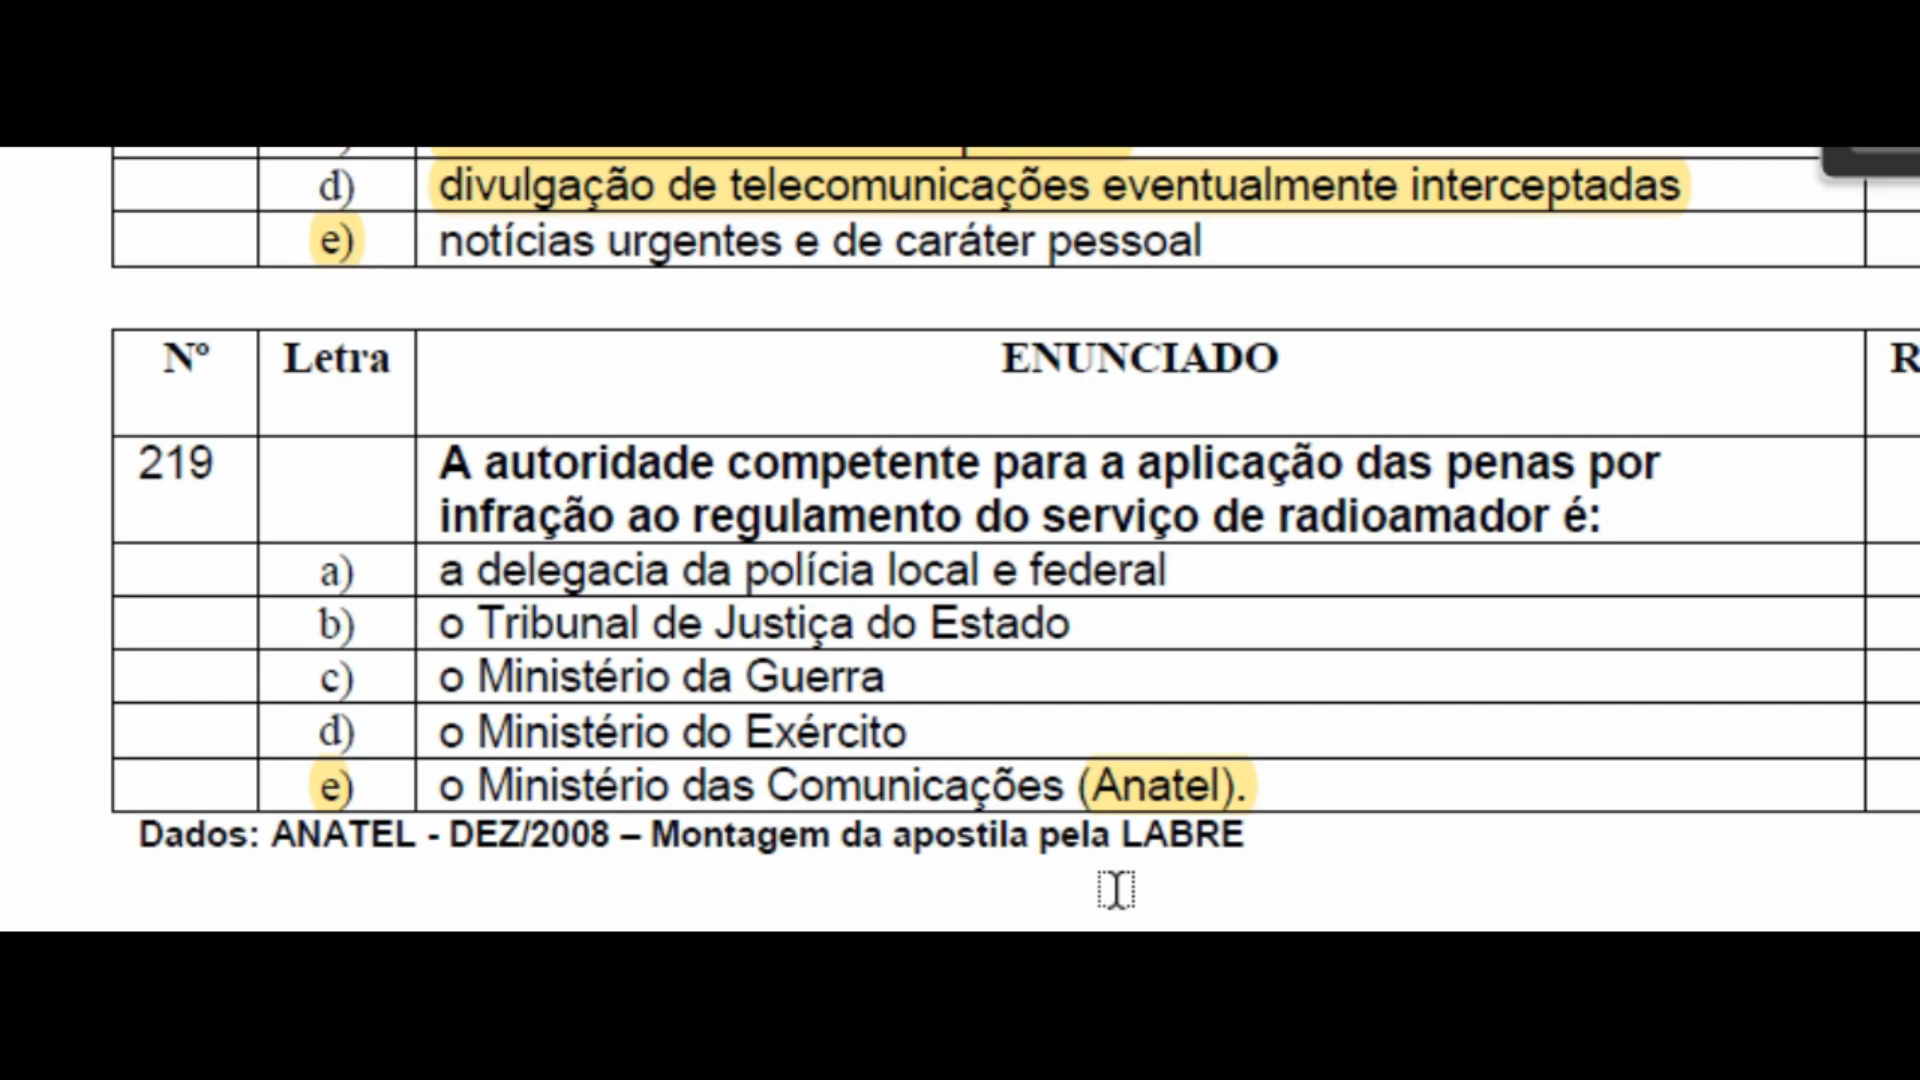 d) divulgação de telecomunicações eventualmente interceptadas
e) notícias urgentes e de caráter pessoal
Nº Letra ENUNCIADO R
219 A autoridade competente para a aplicação das penas por
infração ao regulamento do serviço de radioamador é:
a) a delegacia da polícia local e federal
b) o Tribunal de Justiça do Estado
c) o Ministério da Guerra
d) o Ministério do Exército
e) o Ministério das Comunicações (Anatel).
Dados: ANATEL - DEZ/2008 – Montagem da apostila pela LABRE